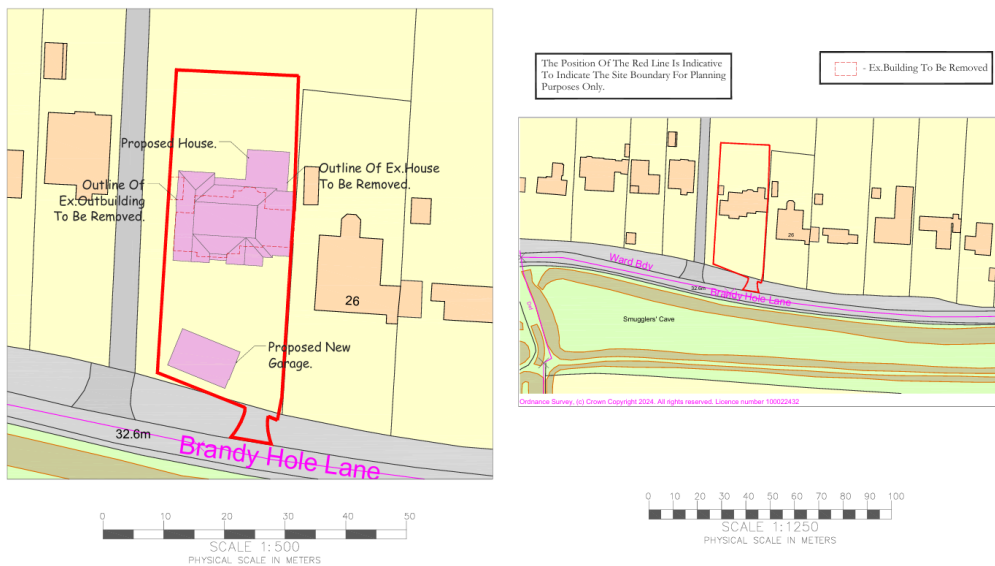 Proposed House.
Outline Of Ex.House
To Be Removed.
Outline Of
Ex.Outbuilding
To Be Removed.
26
Proposed New
Garage.
32.6m
Brandy Hole Lane
0 10 20 30 40 50
SCALE 1:500
PHYSICAL SCALE IN METERS
The Position Of The Red Line Is Indicative
To Indicate The Site Boundary For Planning
Purposes Only.
- Ex.Building To Be Removed
26
Ward Bdy
Brandy Hole Lane
Smugglers' Cave
Ordnance Survey, (c) Crown Copyright 2024. All rights reserved. Licence number 100022432
0 10 20 30 40 50 60 70 80 90 100
SCALE 1:1250
PHYSICAL SCALE IN METERS